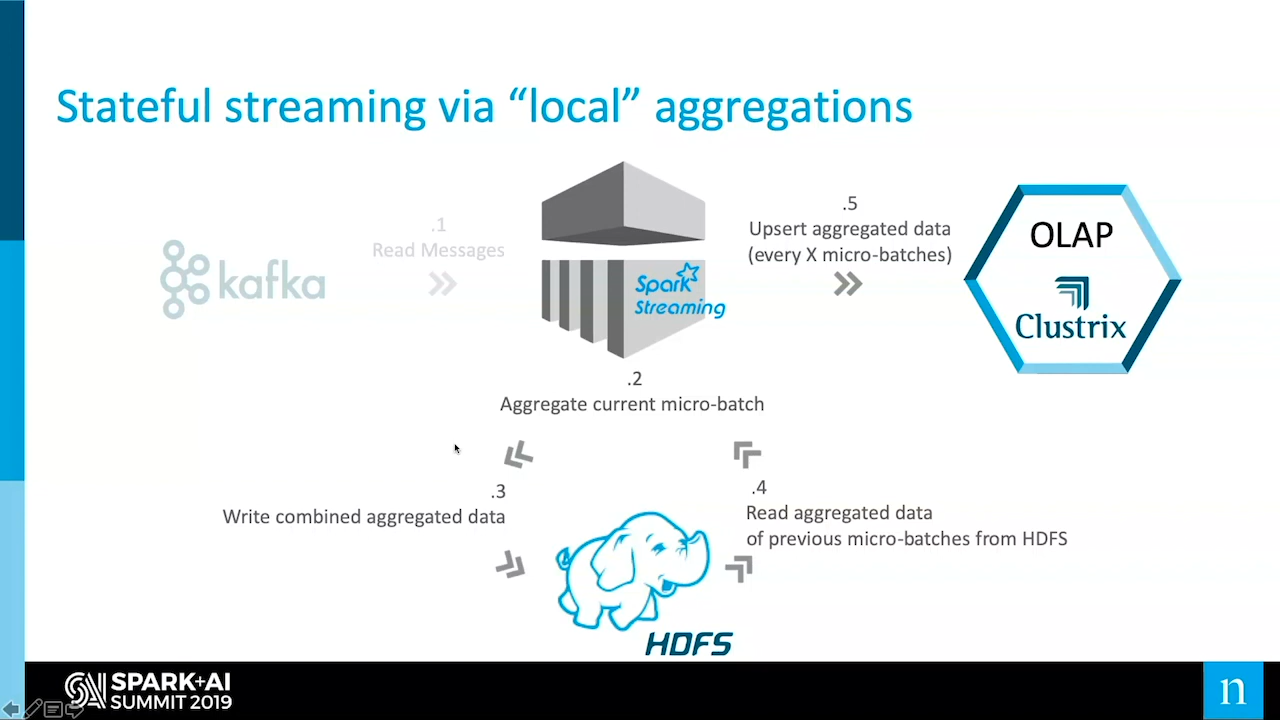 Stateful streaming via “local” aggregations
.1
Read Messages
kafka
Spark
Streaming
.5
Upsert aggregated data
(every X micro-batches)
OLAP
Clustrix
.2
Aggregate current micro-batch
.3
Write combined aggregated data
.4
Read aggregated data
of previous micro-batches from HDFS
HDFS
SPARK+AI
SUMMIT 2019
n